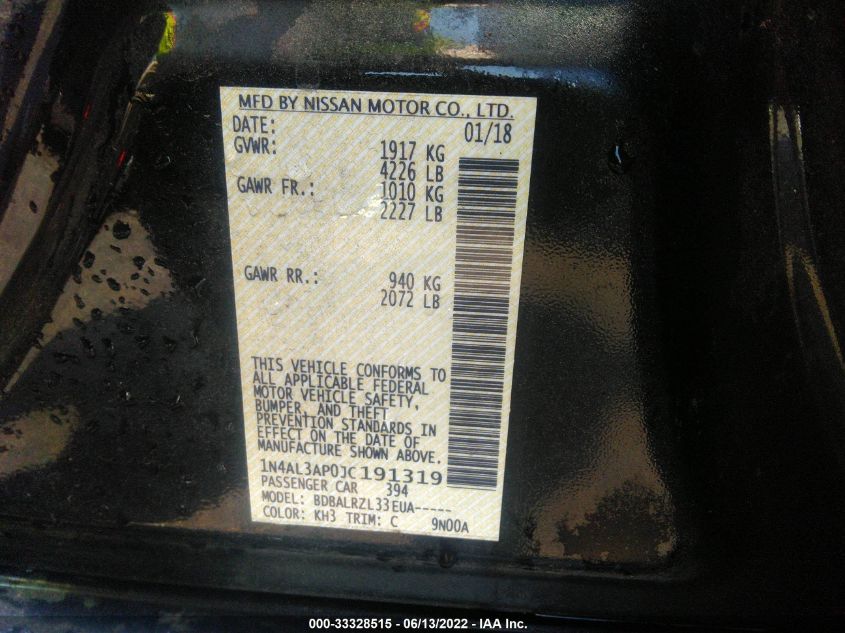 MFD BY NISSAN MOTOR CO., LTD.
DATE: 01/18
GVWR: 1917 KG
4226 LB
GAWR FR.: 1010 KG
2227 LB
GAWR RR.: 940 KG
2072 LB
THIS VEHICLE CONFORMS TO
ALL APPLICABLE FEDERAL
MOTOR VEHICLE SAFETY,
BUMPER, AND THEFT
PREVENTION STANDARDS IN
EFFECT ON THE DATE OF
MANUFACTURE SHOWN ABOVE.
1N4AL3AP0JC191319
PASSENGER CAR 394
MODEL: BDBALRZL33EUA-----
COLOR: KH3 TRIM: C 9N00A
000-33328515 - 06/13/2022 - IAA Inc.